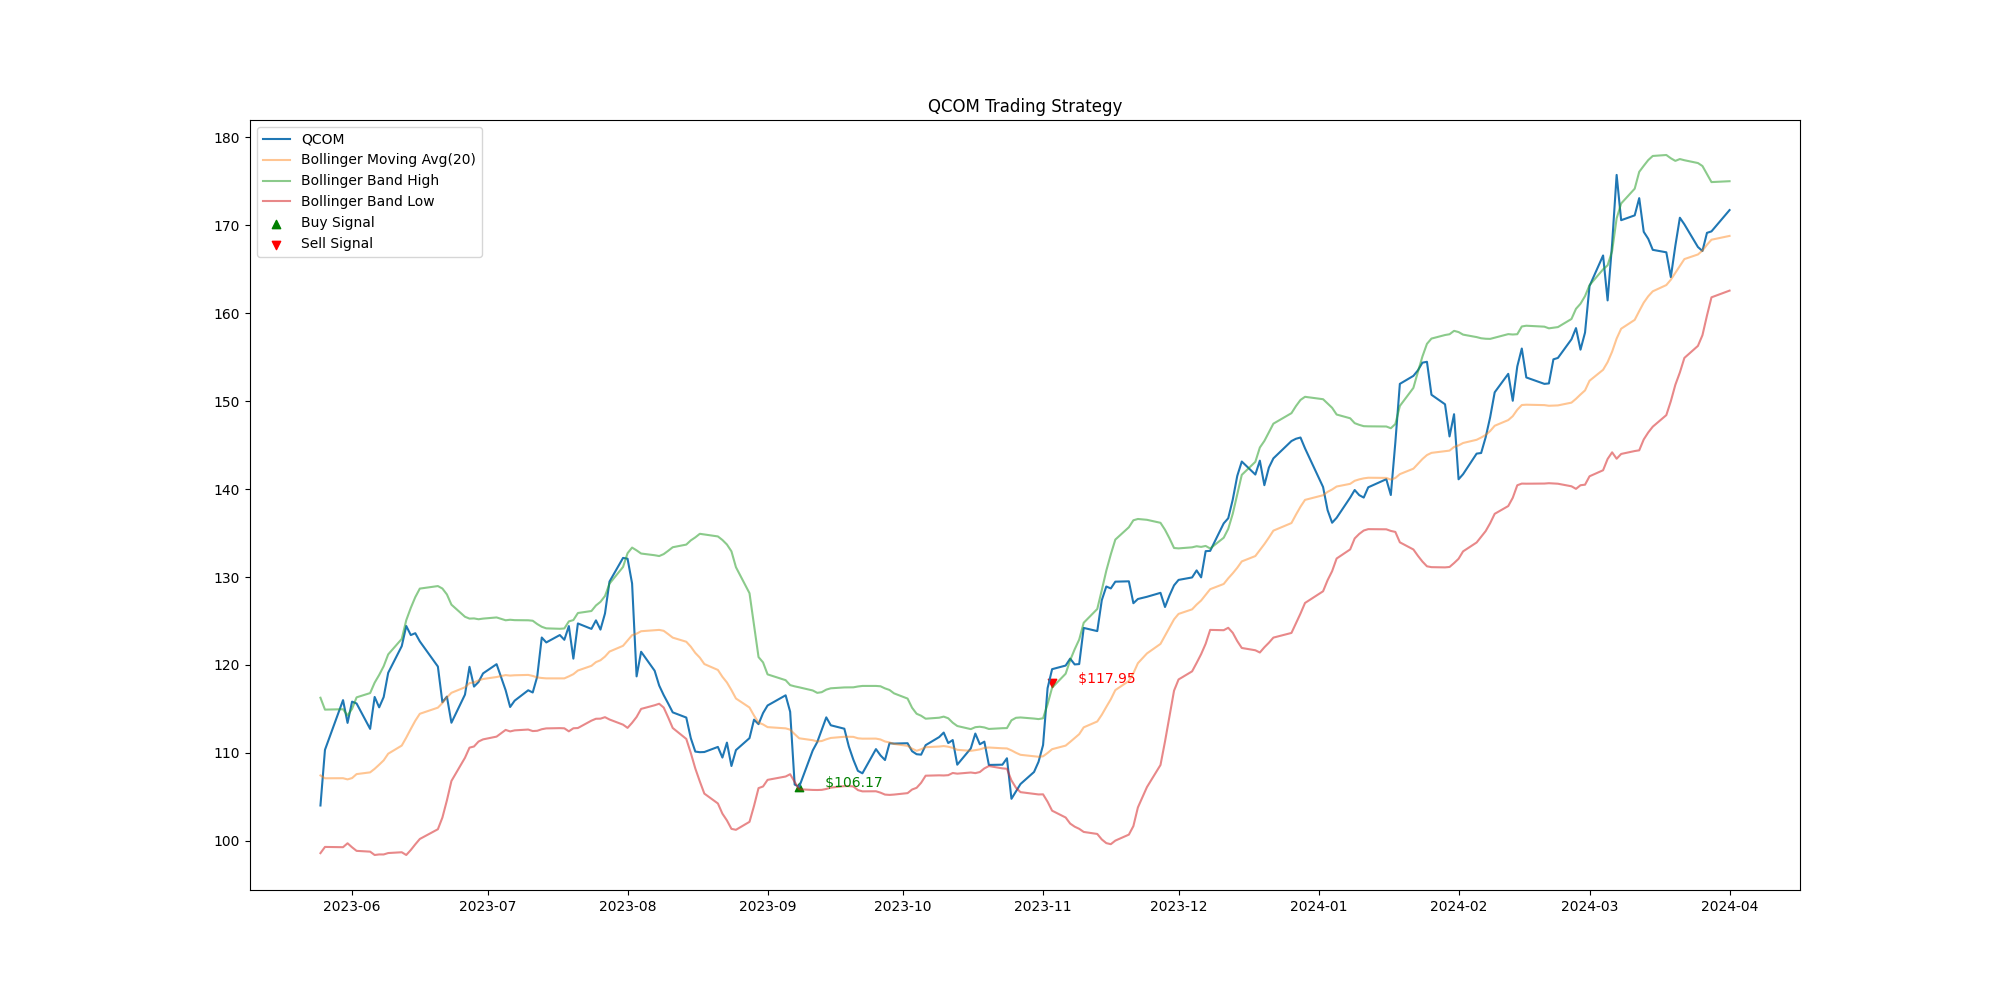 QCOM Trading Strategy
180
170
160
150
140
130
120
110
100
QCOM
Bollinger Moving Avg(20)
Bollinger Band High
Bollinger Band Low
Buy Signal
Sell Signal
$117.95
$106.17
2023-06 2023-07 2023-08 2023-09 2023-10 2023-11 2023-12 2024-01 2024-02 2024-03 2024-04